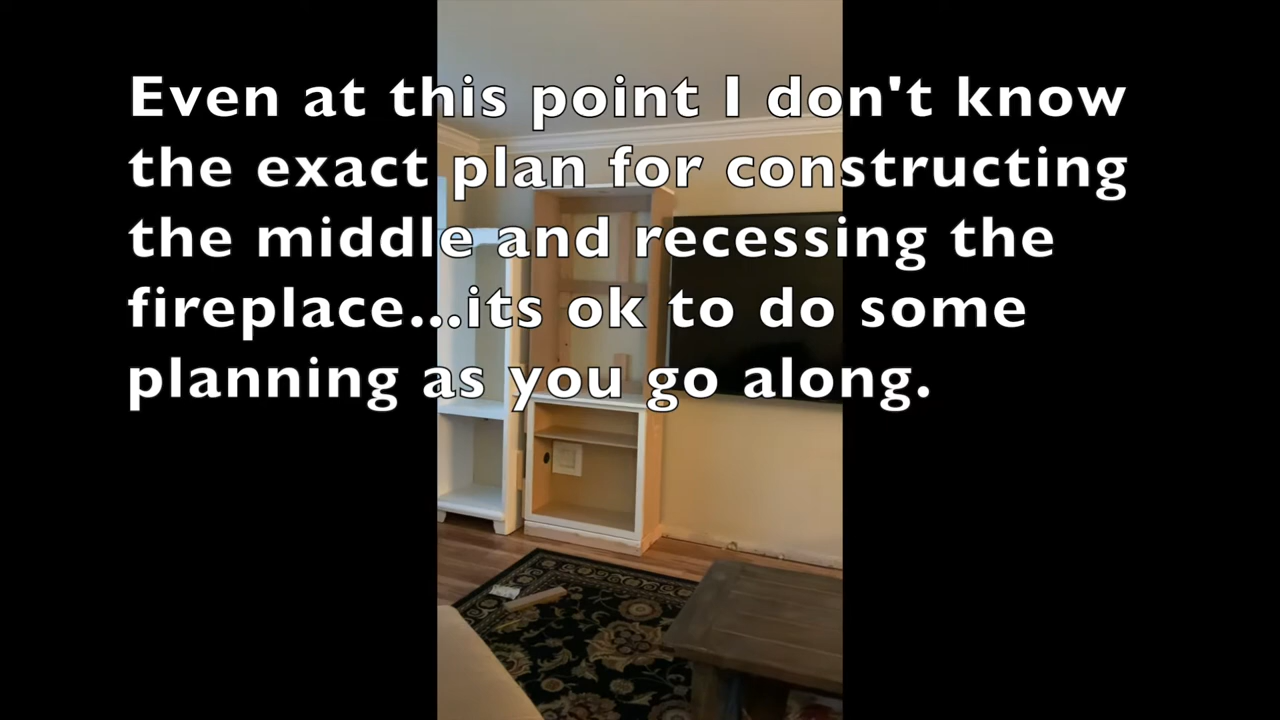 Even at this point I don't know
the exact plan for constructing
the middle and recessing the
fireplace...its ok to do some
planning as you go along.